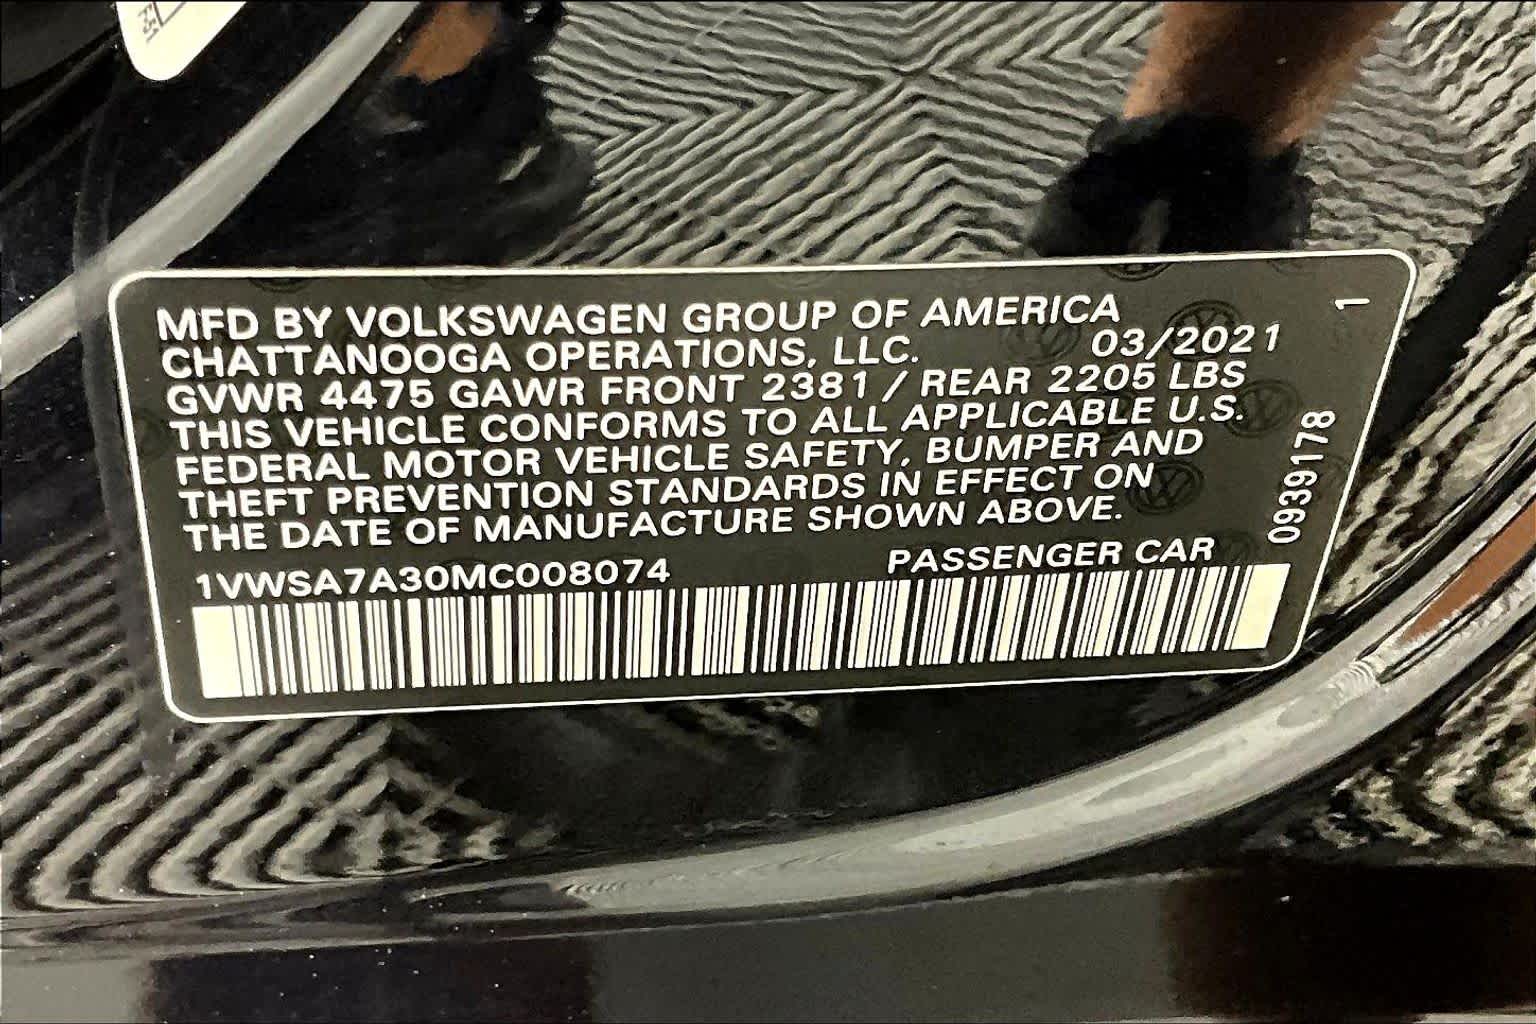 MFD BY VOLKSWAGEN GROUP OF AMERICA
CHATTANOOGA OPERATIONS, LLC. 03/2021
GVWR 4475 GAWR FRONT 2381 / REAR 2205 LBS
THIS VEHICLE CONFORMS TO ALL APPLICABLE U.S.
FEDERAL MOTOR VEHICLE SAFETY, BUMPER AND
THEFT PREVENTION STANDARDS IN EFFECT ON
THE DATE OF MANUFACTURE SHOWN ABOVE.
1VWSA7A30MC008074 PASSENGER CAR
0939178
1